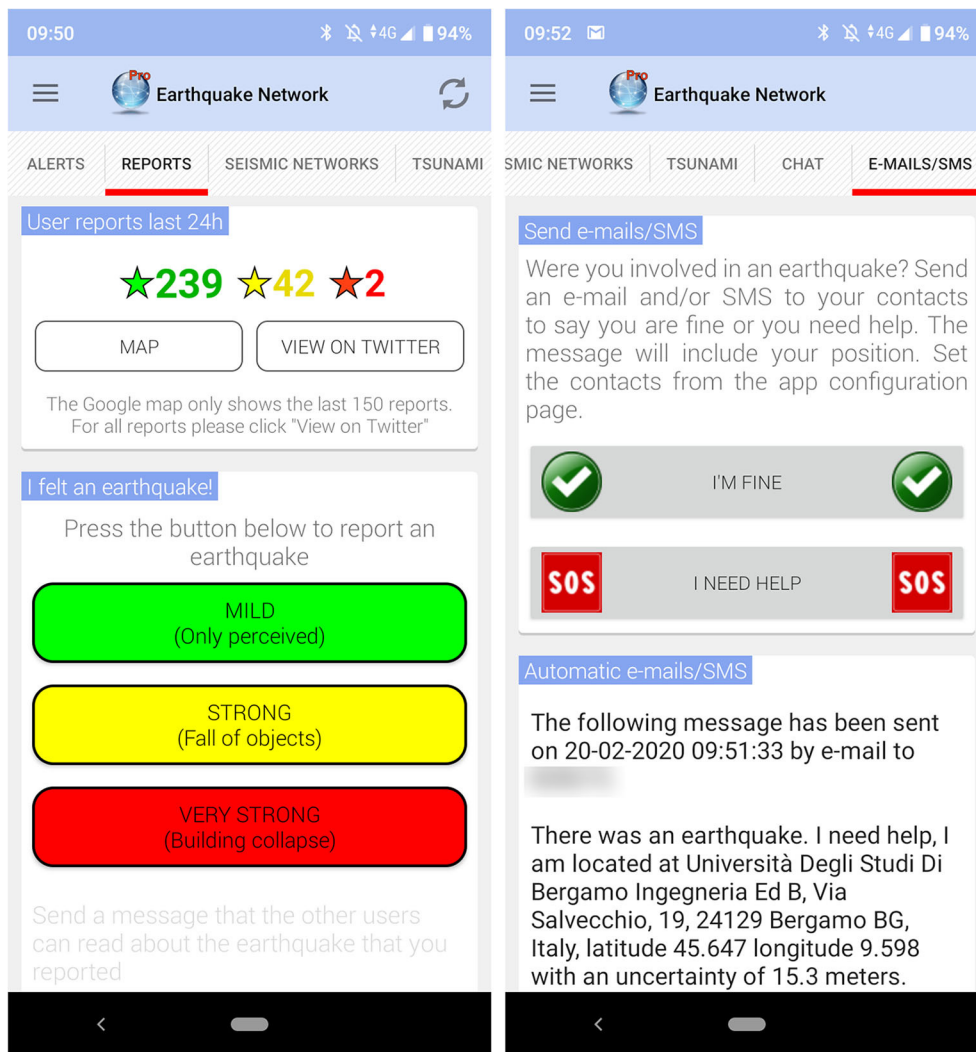 09:50
4G
94%
Pro
Earthquake Network
ALERTS
REPORTS
SEISMIC NETWORKS
TSUNAMI
User reports last 24h
239
42
2
MAP
VIEW ON TWITTER
The Google map only shows the last 150 reports.
For all reports please click "View on Twitter"
I felt an earthquake!
Press the button below to report an
earthquake
MILD
(Only perceived)
STRONG
(Fall of objects)
VERY STRONG
(Building collapse)
Send a message that the other users
can read about the earthquake that you
reported
09:52
4G
94%
Pro
Earthquake Network
SMIC NETWORKS
TSUNAMI
CHAT
E-MAILS/SMS
Send e-mails/SMS
Were you involved in an earthquake? Send
an e-mail and/or SMS to your contacts
to say you are fine or you need help. The
message will include your position. Set
the contacts from the app configuration
page.
I'M FINE
SOS
I NEED HELP
SOS
Automatic e-mails/SMS
The following message has been sent
on 20-02-2020 09:51:33 by e-mail to
There was an earthquake. I need help, I
am located at Università Degli Studi Di
Bergamo Ingegneria Ed B, Via
Salvecchio, 19, 24129 Bergamo BG,
Italy, latitude 45.647 longitude 9.598
with an uncertainty of 15.3 meters.